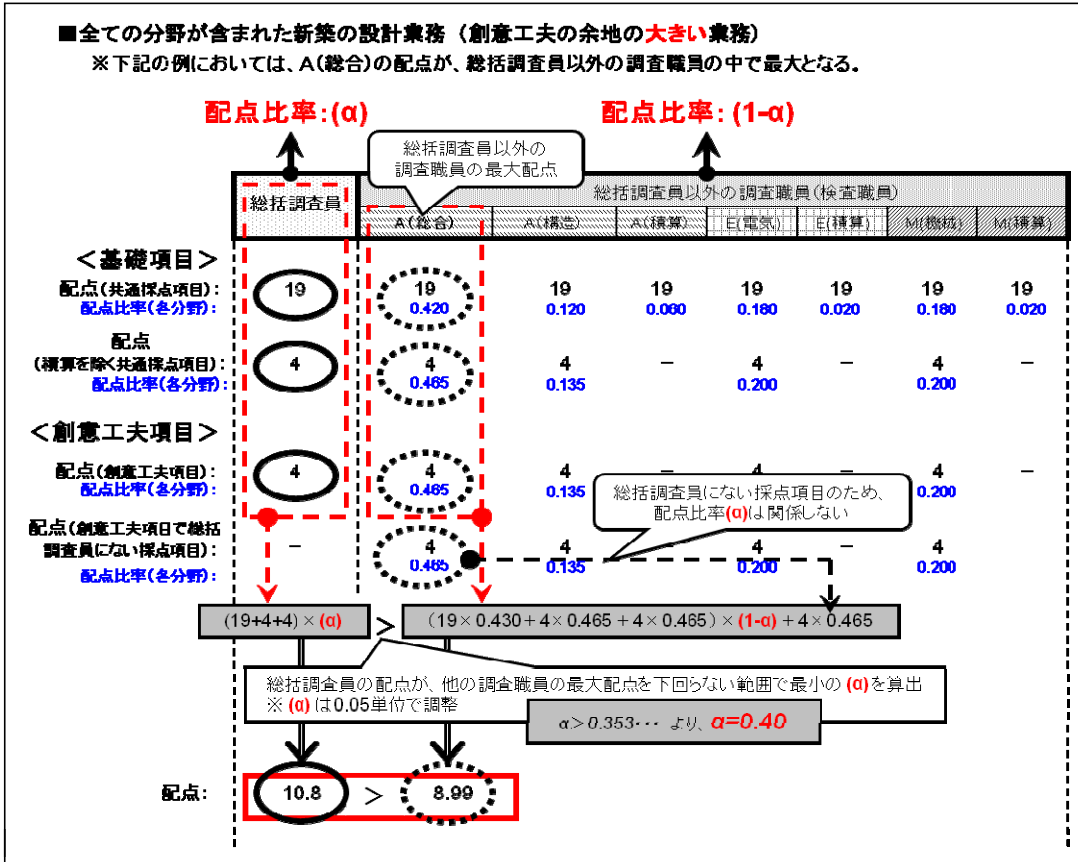 ■全ての分野が含まれた新築の設計業務（創意工夫の余地の大きい業務）
※下記の例においては、A(総合)の配点が、総括調査員以外の調査職員の中で最大となる。
配点比率:(α)
配点比率:(1-α)
総括調査員以外の
調査職員の最大配点
総括調査員
総括調査員以外の調査職員(検査職員)
A(総合) A(構造) A(積算) E(電気) E(積算) M(機械) M(積算)
＜基礎項目＞
配点(共通採点項目): 19 19 19 19 19 19 19 19
配点比率(各分野): 0.420 0.120 0.080 0.160 0.020 0.180 0.020
配点
(積算を除く共通採点項目): 4 4 4 － 4 － 4 －
配点比率(各分野): 0.465 0.135 0.200 0.200
＜創意工夫項目＞
配点(創意工夫項目): 4 4 4 － 4 － 4 －
配点比率(各分野): 0.465 0.135 0.200
総括調査員にない採点項目のため、
配点比率(α)は関係しない
配点(創意工夫項目で総括
調査員にない採点項目): － 4 4 － 4 － 4
配点比率(各分野): 0.465 0.135 0.200 0.200
(19+4+4)×(α) > (19×0.430+4×0.465+4×0.465)×(1-α)+4×0.465
総括調査員の配点が、他の調査職員の最大配点を下回らない範囲で最小の(α)を算出
※(α)は0.05単位で調整
α>0.353･･･ より、α=0.40
配点: 10.8 > 8.99